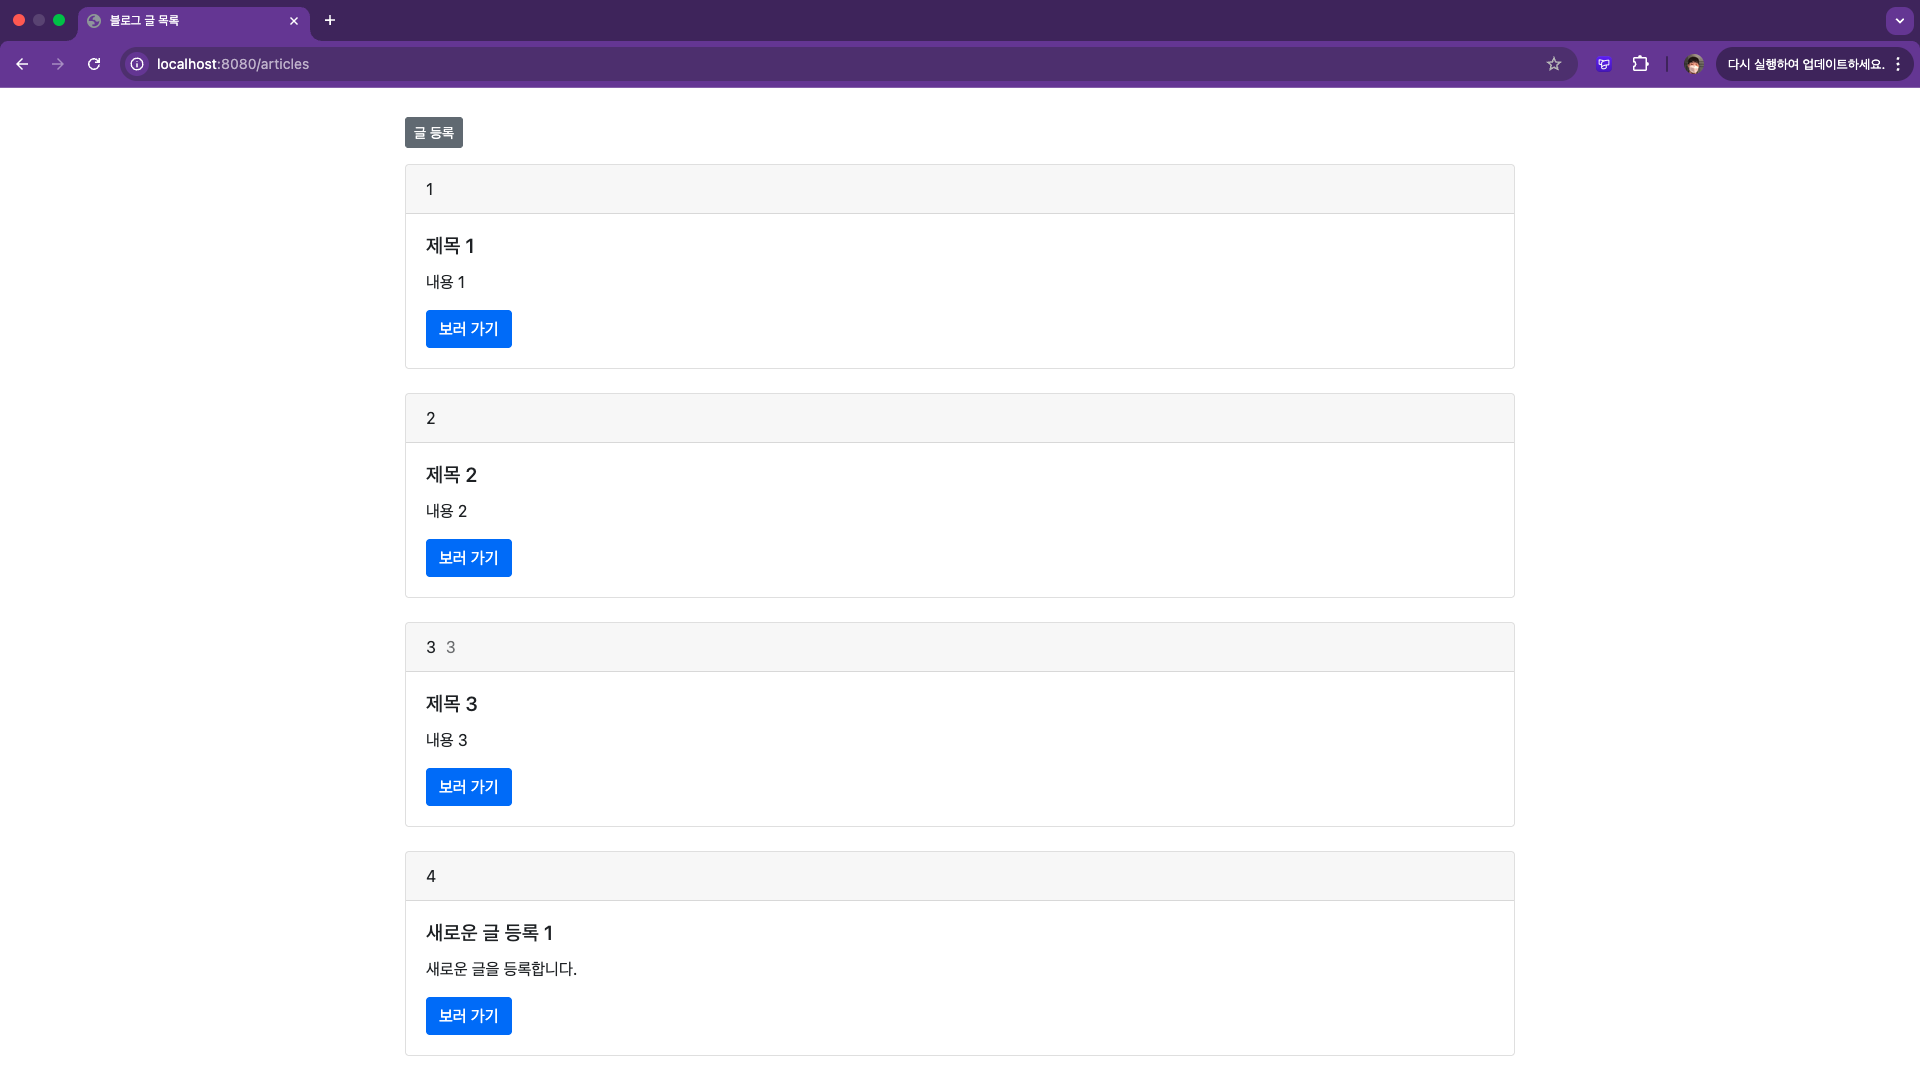 블로그 글 목록
localhost:8080/articles
다시 실행하여 업데이트하세요.
글 등록
1
제목 1
내용 1
보러 가기
2
제목 2
내용 2
보러 가기
3 3
제목 3
내용 3
보러 가기
4
새로운 글 등록 1
새로운 글을 등록합니다.
보러 가기